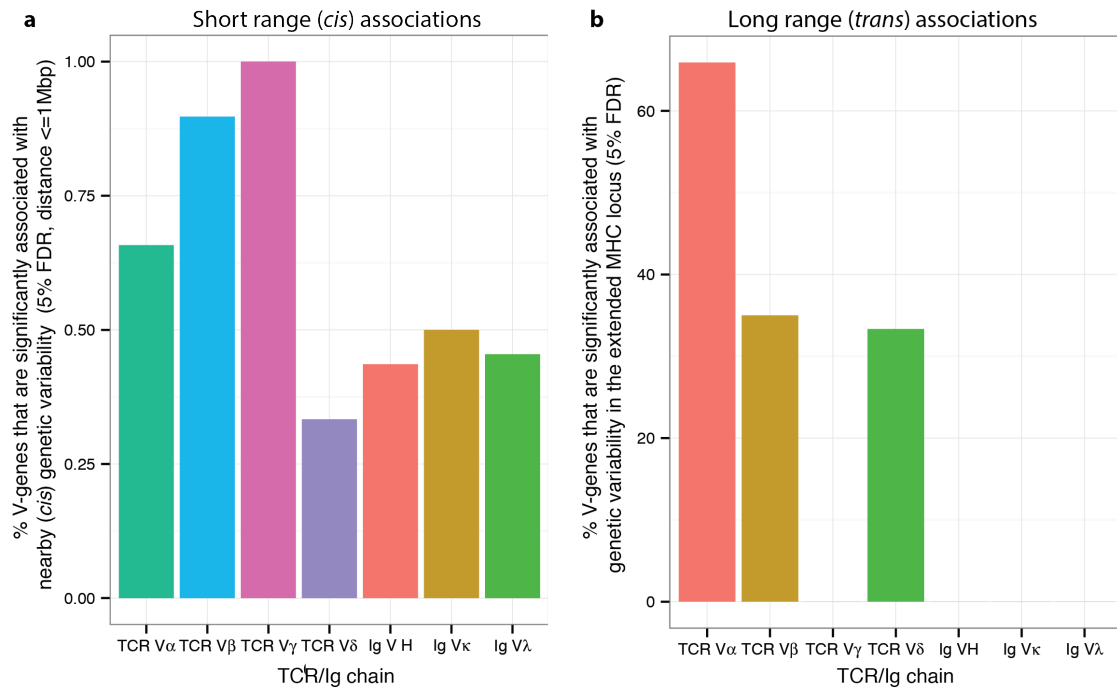 a
Short range (cis) associations
% V-genes that are significantly associated with
nearby (cis) genetic variability (5% FDR, distance <=1Mbp)
1.00
0.75
0.50
0.25
0.00
TCR Vα TCR Vβ TCR Vγ TCR Vδ Ig V H Ig Vκ Ig Vλ
TCR/Ig chain
b
Long range (trans) associations
% V-genes that are significantly associated with
genetic variability in the extended MHC locus (5% FDR)
60
40
20
0
TCR Vα TCR Vβ TCR Vγ TCR Vδ Ig VH Ig Vκ Ig Vλ
TCR/Ig chain